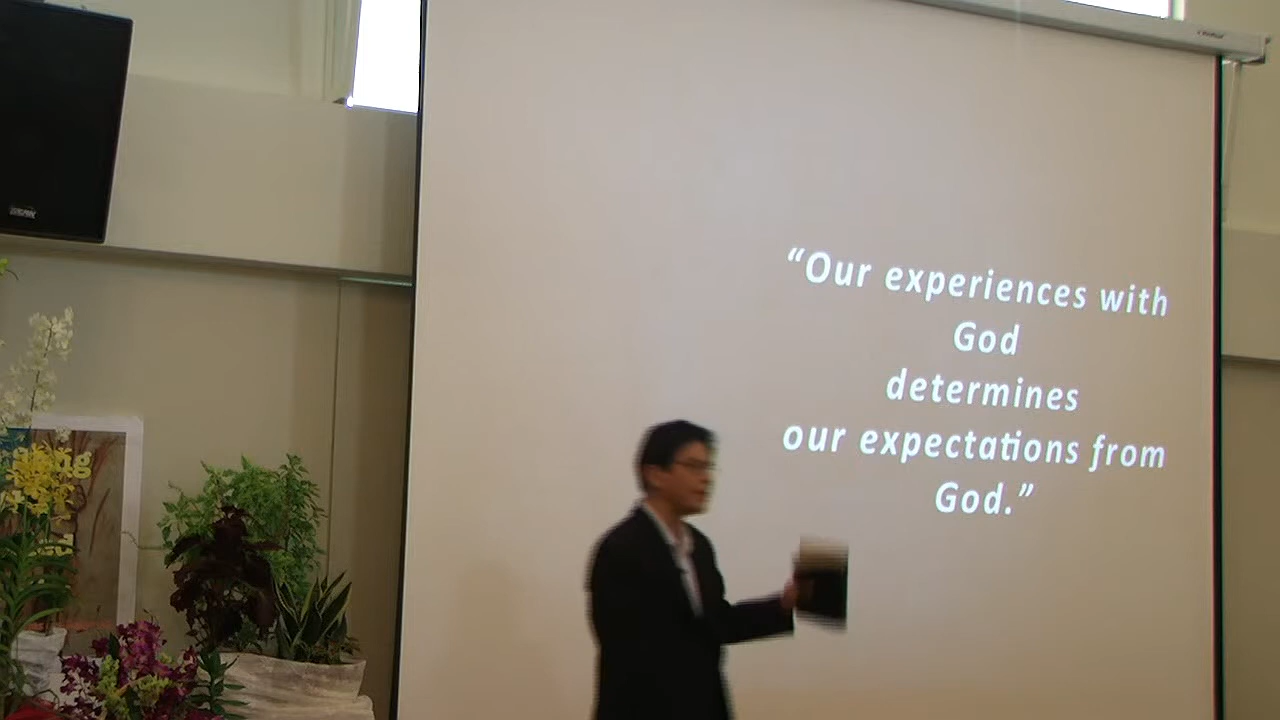 “Our experiences with
God
determines
our expectations from
God.”